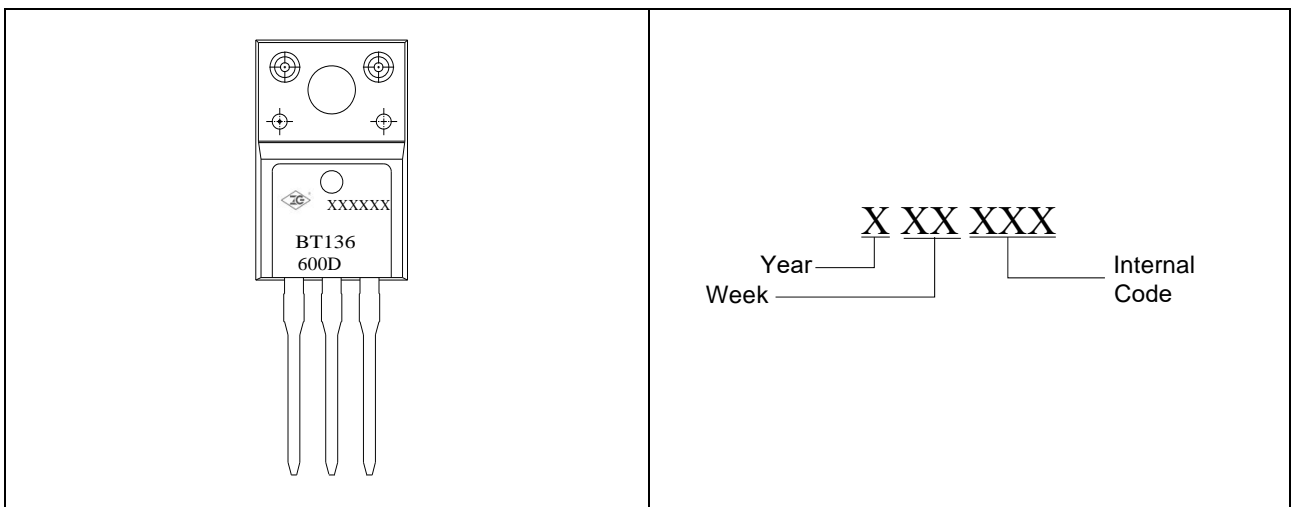 XXXXXX
BT136
600D
X XX XXX
Year
Week
Internal
Code